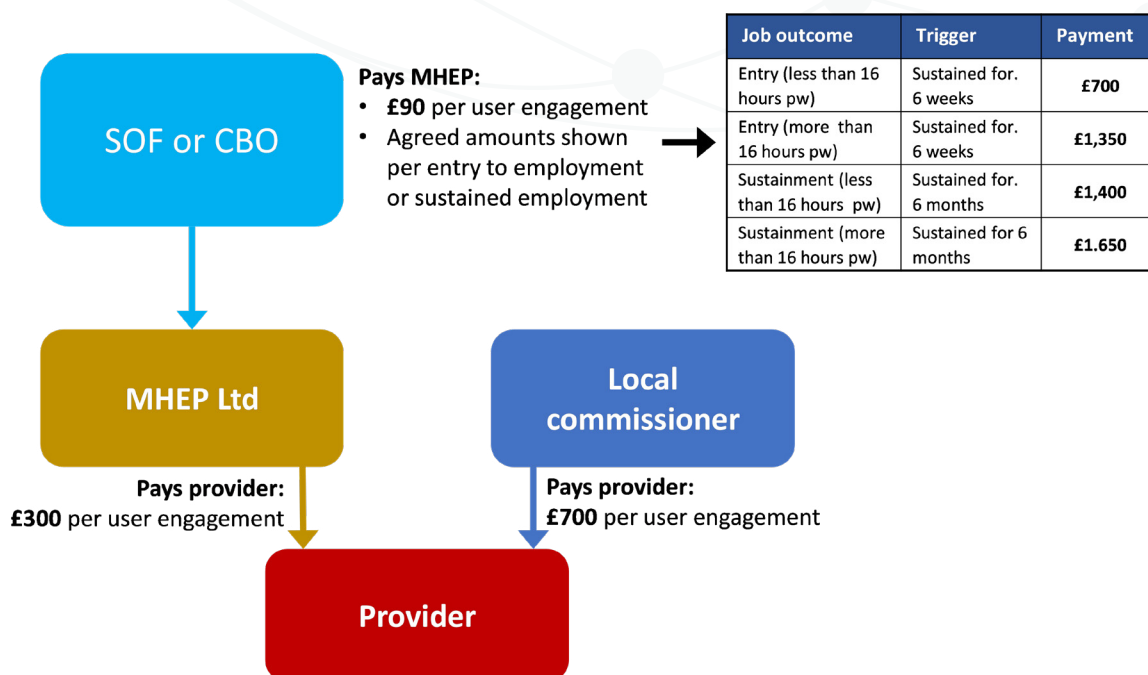 SOF or CBO
Pays MHEP:
• £90 per user engagement
• Agreed amounts shown
per entry to employment
or sustained employment
Job outcome Trigger Payment
Entry (less than 16
hours pw)
Sustained for.
6 weeks
£700
Entry (more than
16 hours pw)
Sustained for.
6 weeks
£1,350
Sustainment (less
than 16 hours pw)
Sustained for.
6 months
£1,400
Sustainment (more
than 16 hours pw)
Sustained for 6
months
£1.650
MHEP Ltd
Local
commissioner
Pays provider:
£300 per user engagement
Pays provider:
£700 per user engagement
Provider